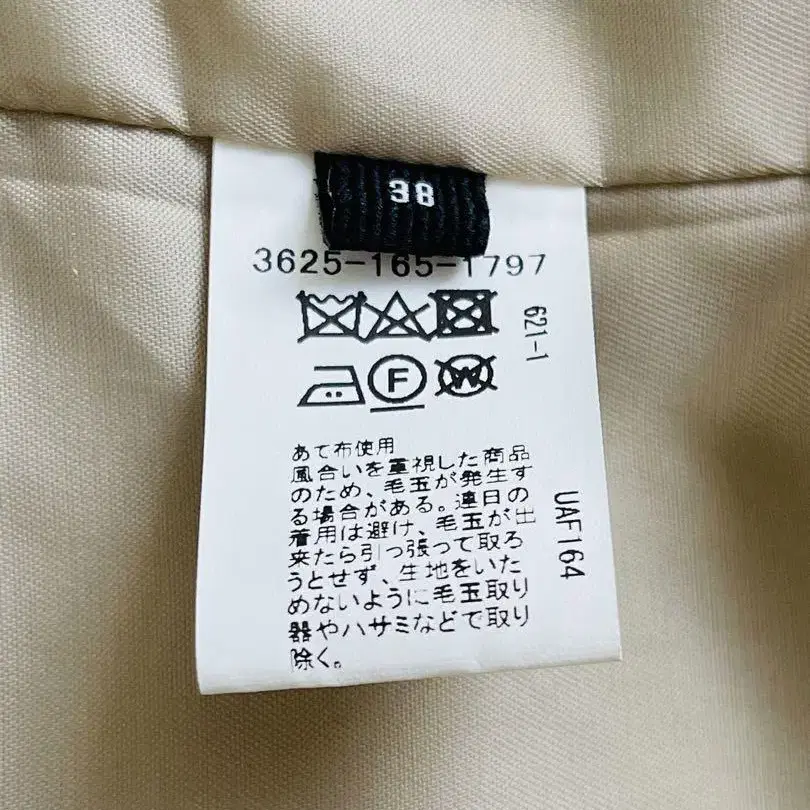 38
3625-165-1797
621-1
F
W
あて布使用
風合いを重視した商品
のため、毛玉が発生す
る場合がある。連日の
着用は避け、毛玉が出
来たら引っ張って取ろ
うとせず、生地をいた
めないように毛玉取り
器やハサミなどで取り
除く。
UAF164